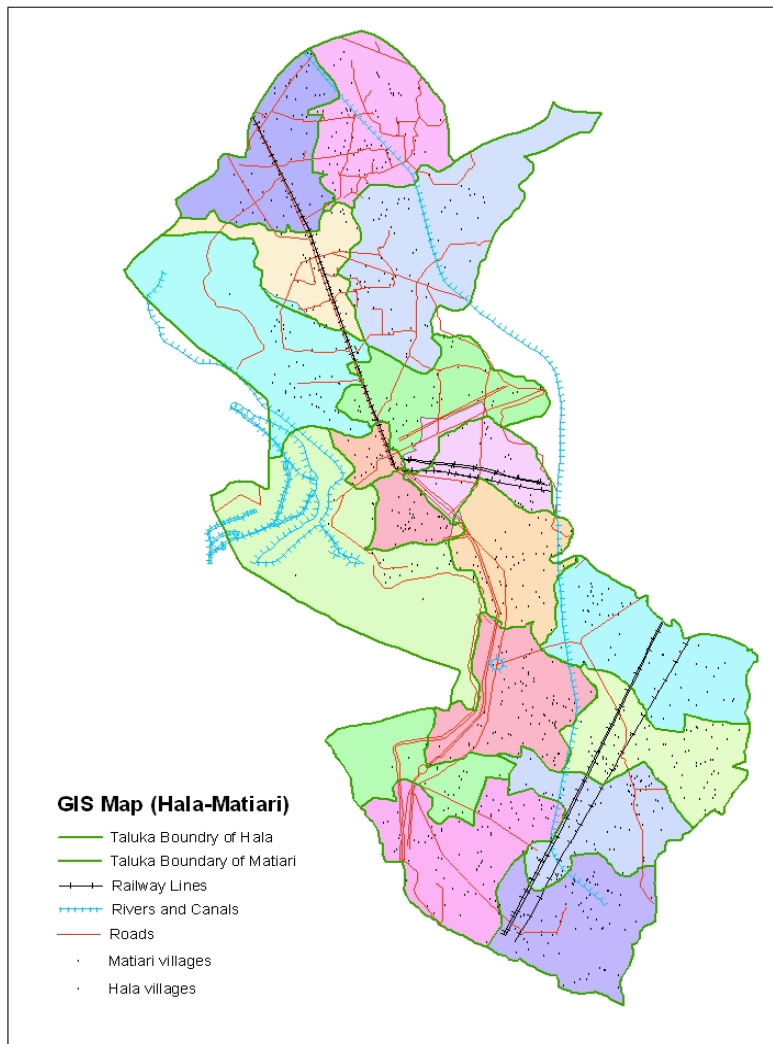 GIS Map (Hala-Matiari)
Taluka Boundry of Hala
Taluka Boundary of Matiari
Railway Lines
Rivers and Canals
Roads
Matiari villages
Hala villages